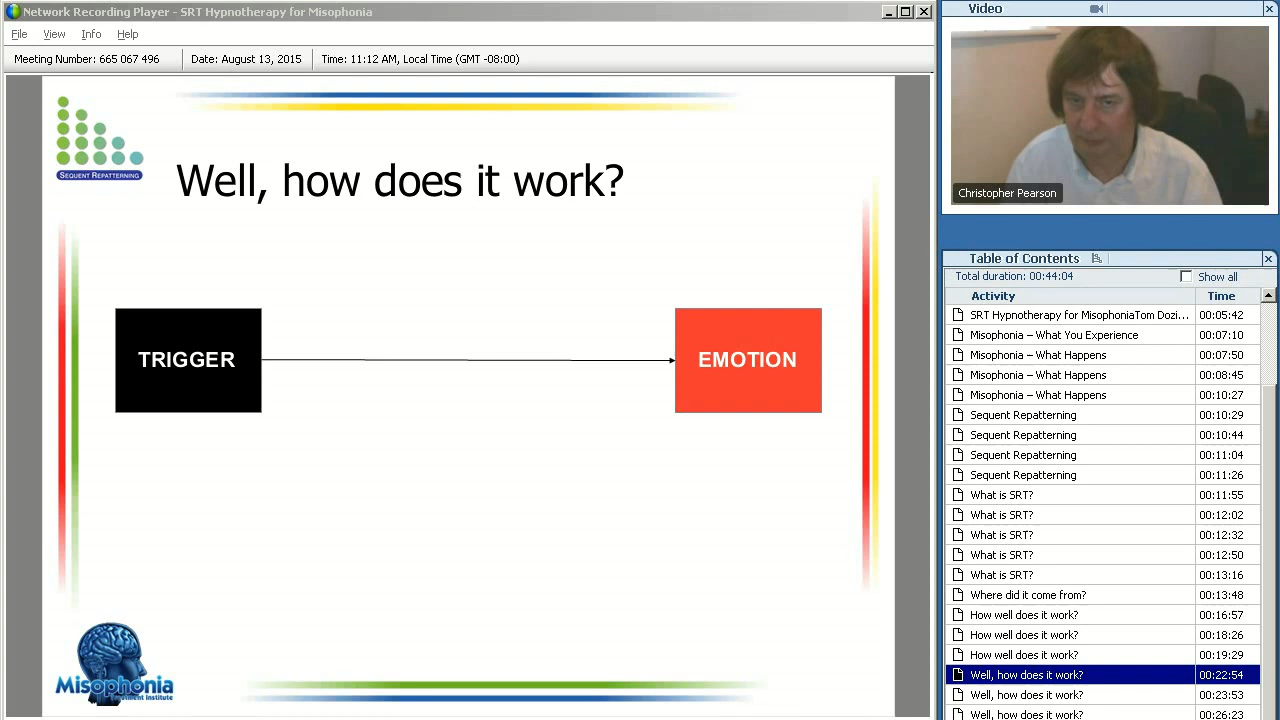 Network Recording Player - SRT Hypnotherapy for Misophonia
File View Info Help
Meeting Number: 665 067 496 Date: August 13, 2015 Time: 11:12 AM, Local Time (GMT -08:00)
SEQUENT REPATTERNING
Well, how does it work?
TRIGGER
EMOTION
Misophonia
Treatment Institute
Video
Christopher Pearson
Table of Contents
Total duration: 00:44:04 Show all
Activity Time
SRT Hypnotherapy for MisophoniaTom Dozi... 00:05:42
Misophonia – What You Experience 00:07:10
Misophonia – What Happens 00:07:50
Misophonia – What Happens 00:08:45
Misophonia – What Happens 00:10:27
Sequent Repatterning 00:10:29
Sequent Repatterning 00:10:44
Sequent Repatterning 00:11:04
Sequent Repatterning 00:11:26
What is SRT? 00:11:55
What is SRT? 00:12:02
What is SRT? 00:12:32
What is SRT? 00:12:50
What is SRT? 00:13:16
Where did it come from? 00:13:48
How well does it work? 00:16:57
How well does it work? 00:18:26
How well does it work? 00:19:29
Well, how does it work? 00:22:54
Well, how does it work? 00:23:53
Well, how does it work? 00:26:23